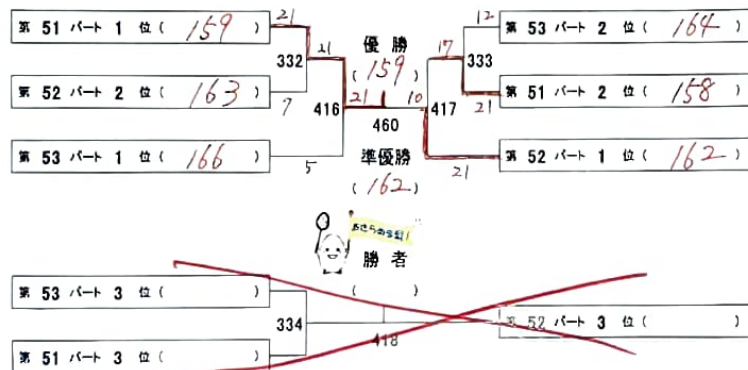 21
12
第 51 パート 1 位 ( 159 )
21
優 勝
17
第 53 パート 2 位 ( 164 )
332
( 159 )
333
第 52 パート 2 位 ( 163 )
7
416
21
10
417
21
第 51 パート 2 位 ( 158 )
460
第 53 パート 1 位 ( 166 )
5
準優勝
21
第 52 パート 1 位 ( 162 )
( 162 )
勝 者
第 53 パート 3 位 ( )
( )
334
418
第 52 パート 3 位 ( )
第 51 パート 3 位 ( )